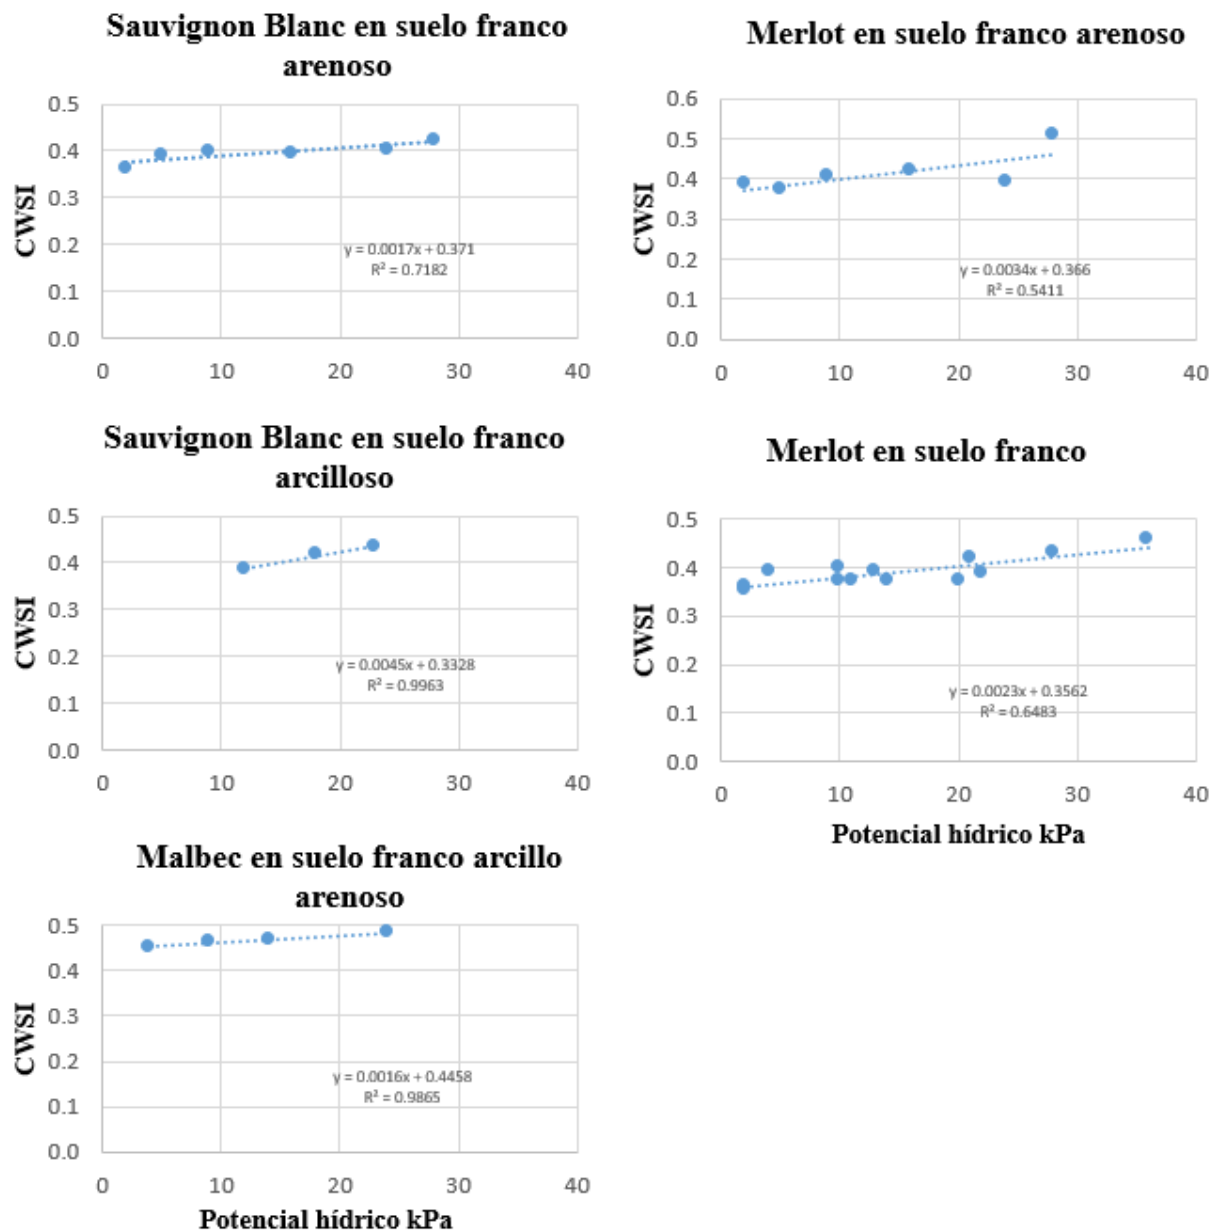 Sauvignon Blanc en suelo franco
arenoso
CWSI
0.5
0.4
0.3
0.2
0.1
0.0
y = 0.0017x + 0.371
R² = 0.7182
0 10 20 30 40
Merlot en suelo franco arenoso
CWSI
0.6
0.5
0.4
0.3
0.2
0.1
0.0
y = 0.0034x + 0.366
R² = 0.5411
0 10 20 30 40
Sauvignon Blanc en suelo franco
arcilloso
CWSI
0.5
0.4
0.3
0.2
0.1
0.0
y = 0.0045x + 0.3328
R² = 0.9963
0 10 20 30 40
Merlot en suelo franco
CWSI
0.5
0.4
0.3
0.2
0.1
0.0
y = 0.0023x + 0.3562
R² = 0.6483
0 10 20 30 40
Potencial hídrico kPa
Malbec en suelo franco arcillo
arenoso
CWSI
0.5
0.4
0.3
0.2
0.1
0.0
y = 0.0016x + 0.4458
R² = 0.9865
0 10 20 30 40
Potencial hídrico kPa